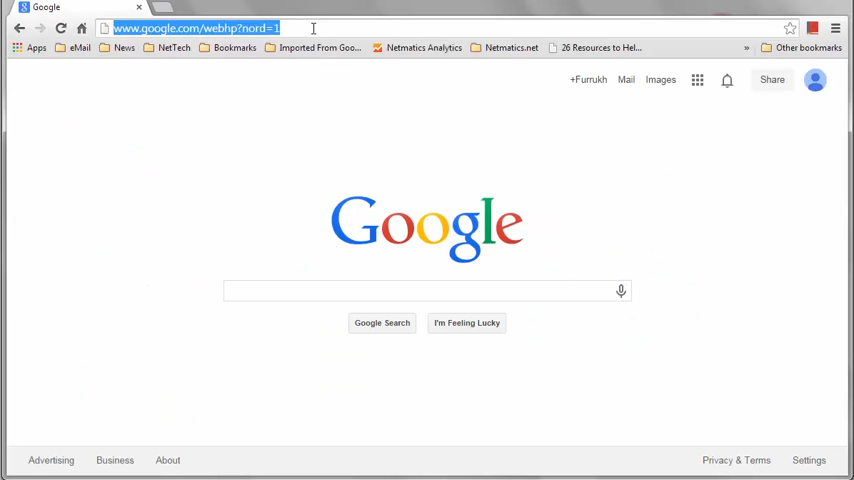 Google
www.google.com/webhp?nord=1
Apps eMail News NetTech Bookmarks Imported From Goo... Netmatics Analytics Netmatics.net 26 Resources to Hel... » Other bookmarks
+Furrukh Mail Images Share
Google
Google Search I'm Feeling Lucky
Advertising Business About Privacy & Terms Settings